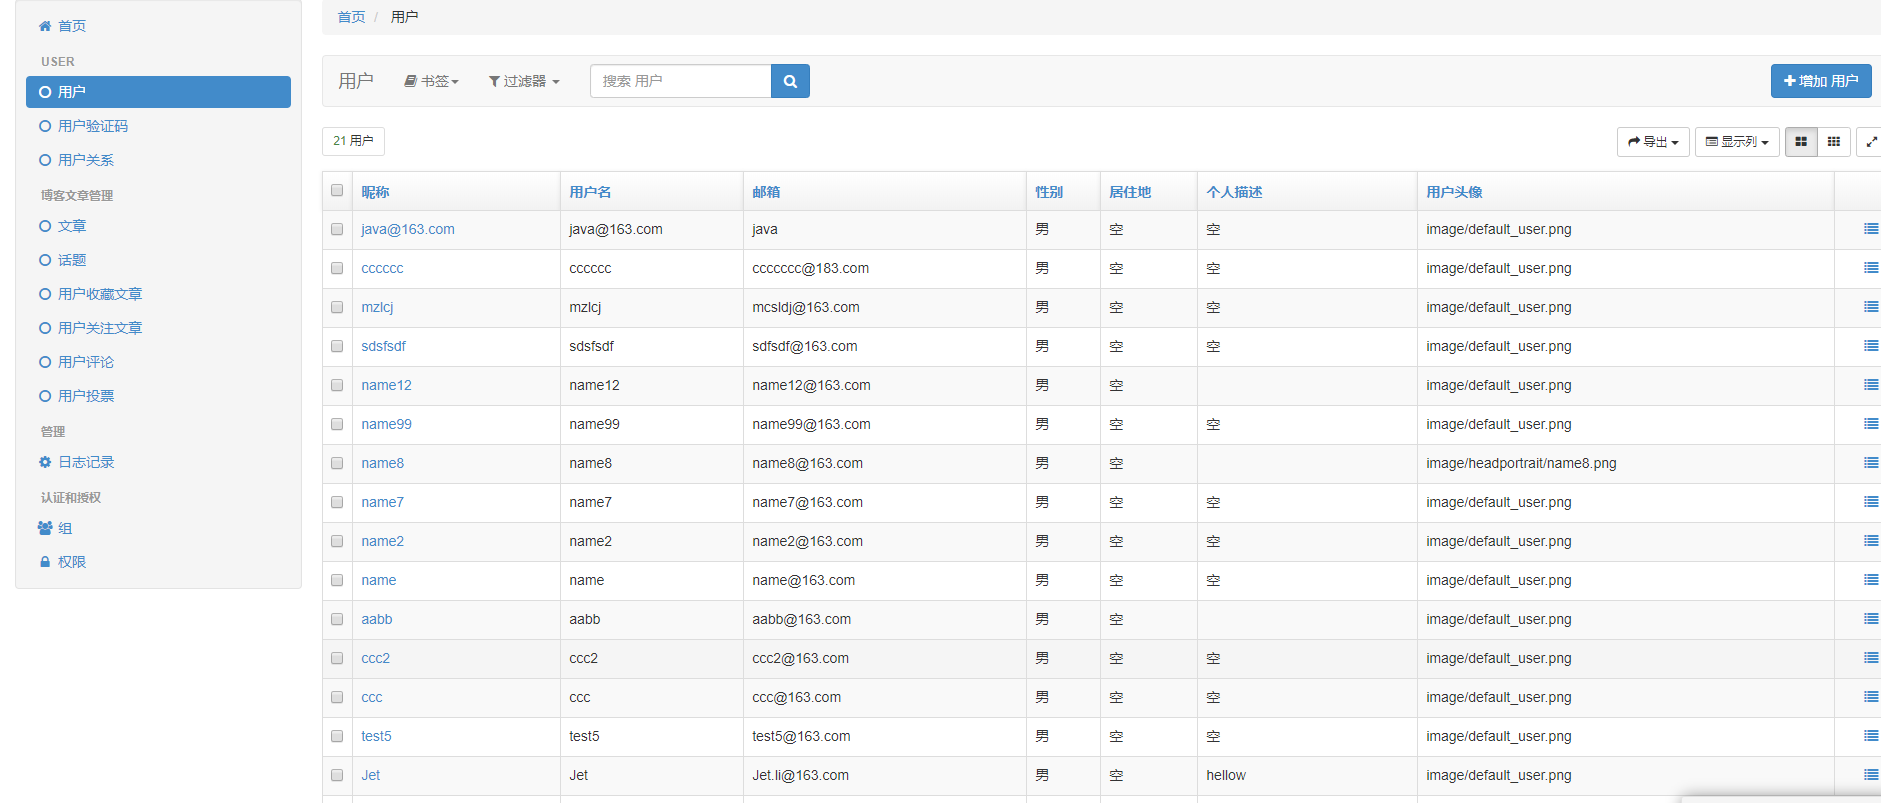 首页
USER
用户
用户验证码
用户关系
博客文章管理
文章
话题
用户收藏文章
用户关注文章
用户评论
用户投票
管理
日志记录
认证和授权
组
权限
首页 / 用户
用户 书签 过滤器 搜索 用户 增加 用户
21 用户 导出 显示列
昵称 用户名 邮箱 性别 居住地 个人描述 用户头像
java@163.com java@163.com java 男 空 空 image/default_user.png
cccccc cccccc ccccccc@183.com 男 空 空 image/default_user.png
mzlcj mzlcj mcsldj@163.com 男 空 空 image/default_user.png
sdsfsdf sdsfsdf sdfsdf@163.com 男 空 空 image/default_user.png
name12 name12 name12@163.com 男 空 image/default_user.png
name99 name99 name99@163.com 男 空 空 image/default_user.png
name8 name8 name8@163.com 男 空 image/headportrait/name8.png
name7 name7 name7@163.com 男 空 空 image/default_user.png
name2 name2 name2@163.com 男 空 空 image/default_user.png
name name name@163.com 男 空 空 image/default_user.png
aabb aabb aabb@163.com 男 空 image/default_user.png
ccc2 ccc2 ccc2@163.com 男 空 空 image/default_user.png
ccc ccc ccc@163.com 男 空 空 image/default_user.png
test5 test5 test5@163.com 男 空 空 image/default_user.png
Jet Jet Jet.li@163.com 男 空 hellow image/default_user.png